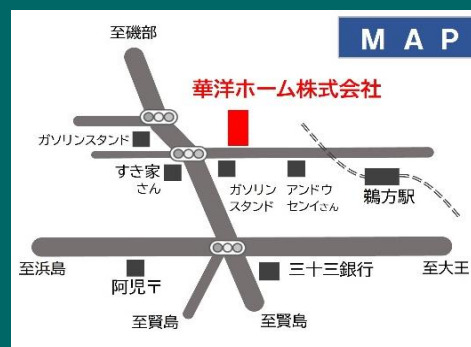 至磯部
MAP
華洋ホーム株式会社
ガソリンスタンド
すき家
さん
ガソリン
スタンド
アンドウ
センイさん
鵜方駅
至浜島
阿児〒
三十三銀行
至大王
至賢島
至賢島